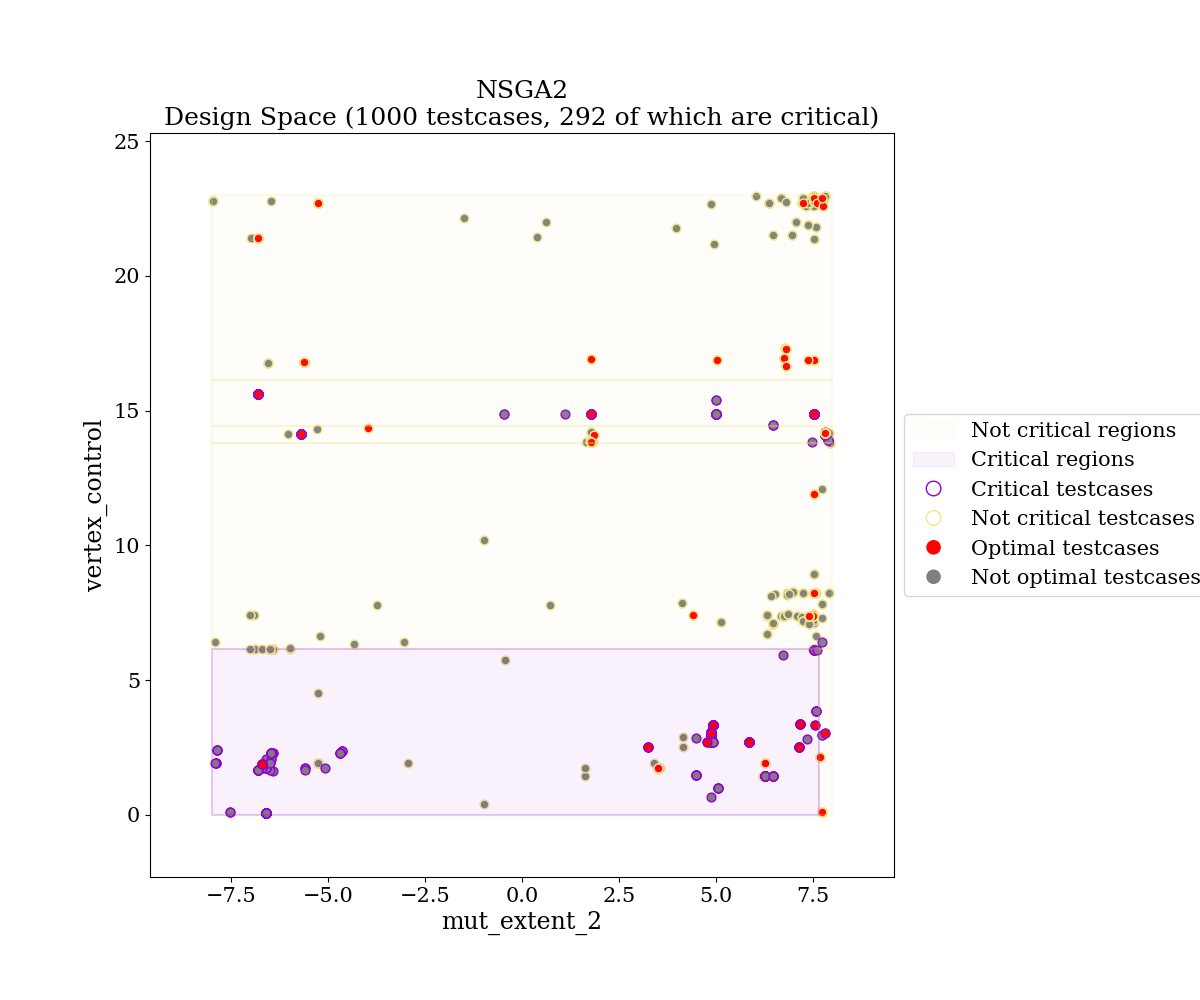 NSGA2
Design Space (1000 testcases, 292 of which are critical)
25
20
15
10
5
0
vertex_control
−7.5
−5.0
−2.5
0.0
2.5
5.0
7.5
mut_extent_2
Not critical regions
Critical regions
Critical testcases
Not critical testcases
Optimal testcases
Not optimal testcases